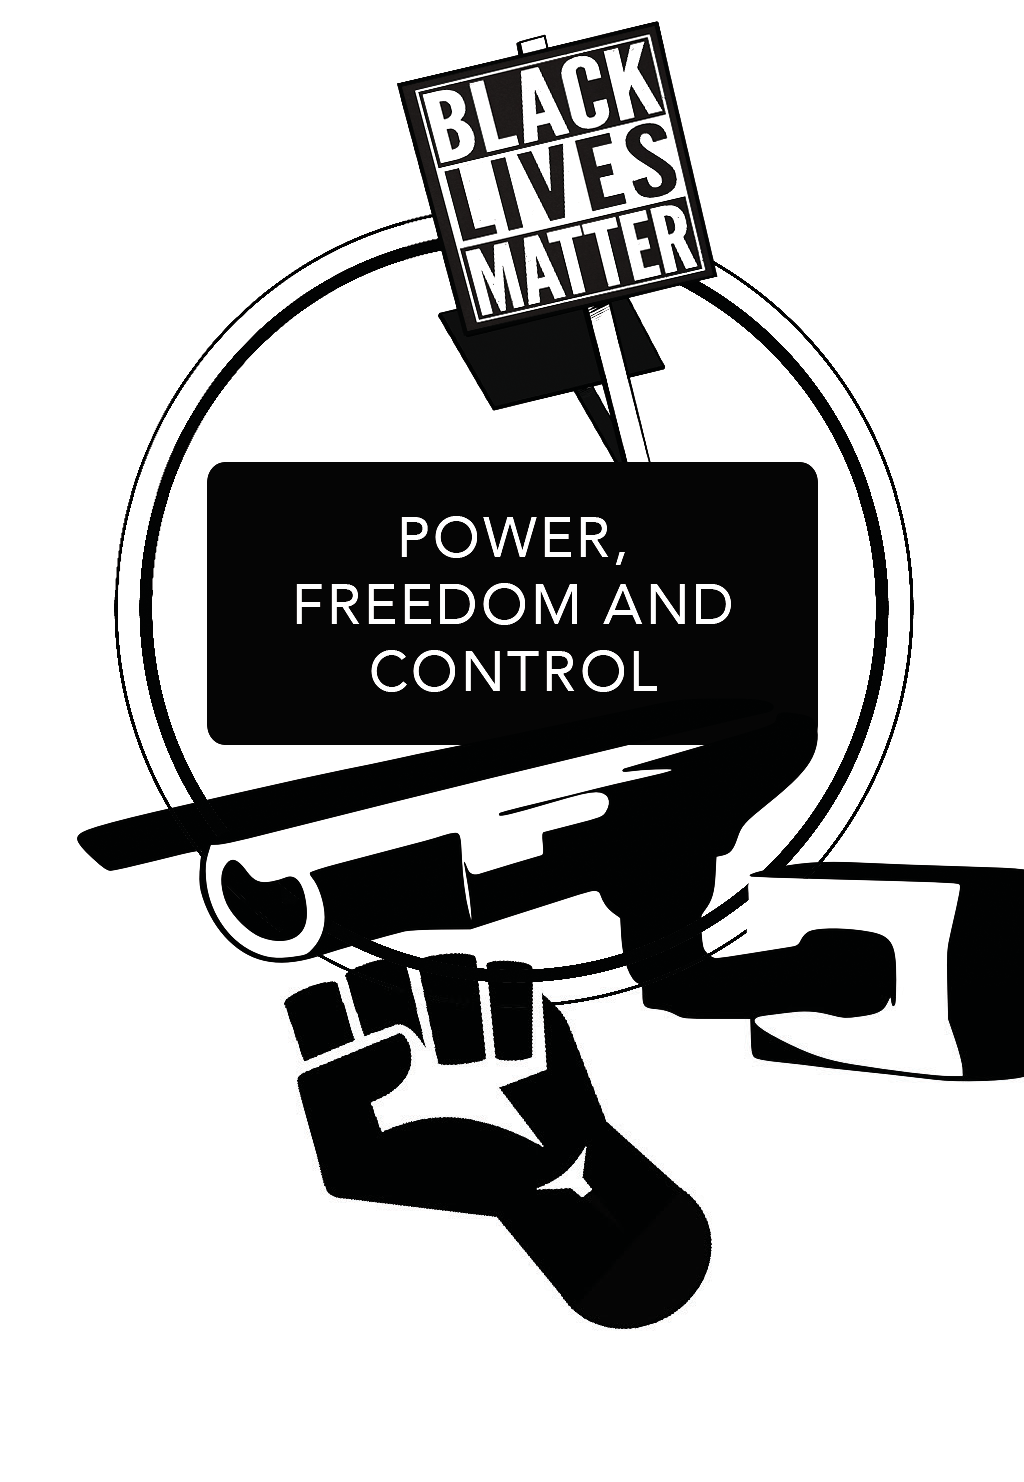 BLACK
LIVES
MATTER
POWER,
FREEDOM AND
CONTROL